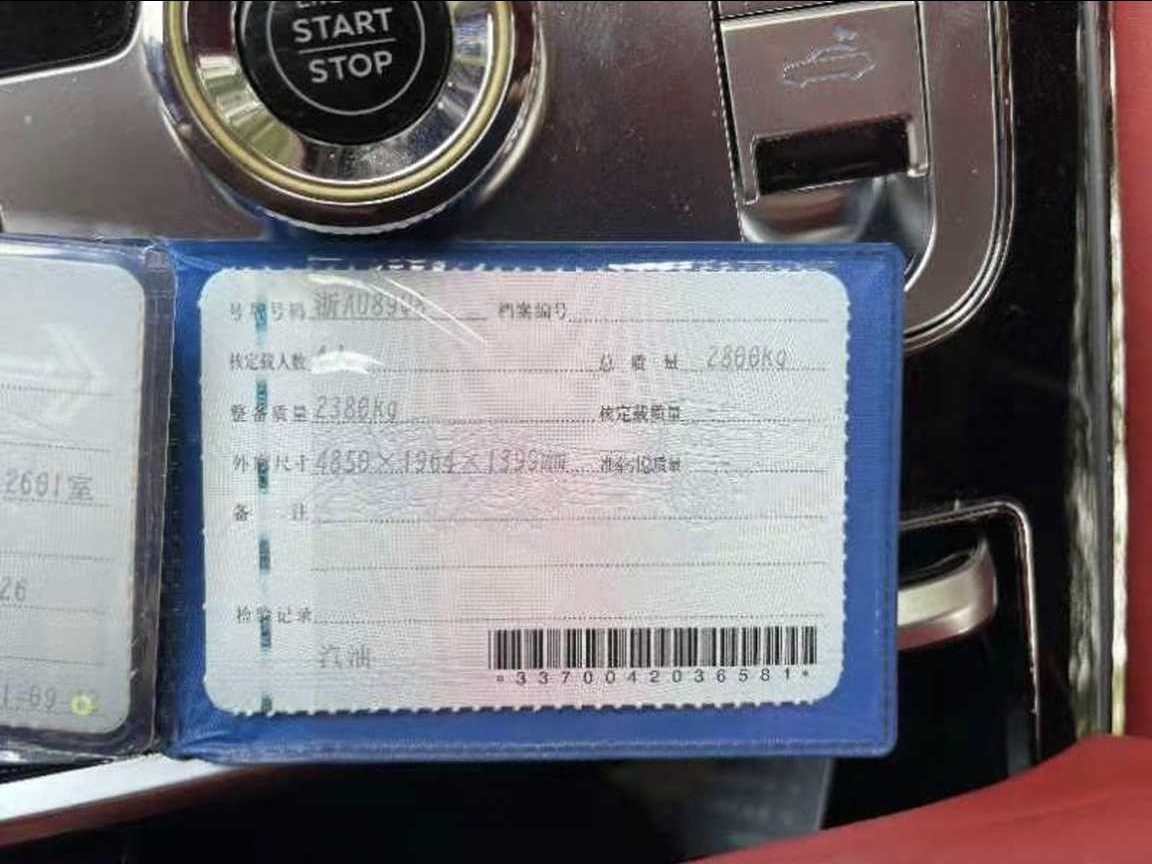 START
STOP
号牌号码 浙AU89 档案编号
核定载人数 总质量 2800kg
整备质量 2380kg 核定载质量 --
外廓尺寸 4850×1964×1399mm 准牵引总质量 --
备注
检验记录
汽油
*3370042036581*
2601室
26
-09